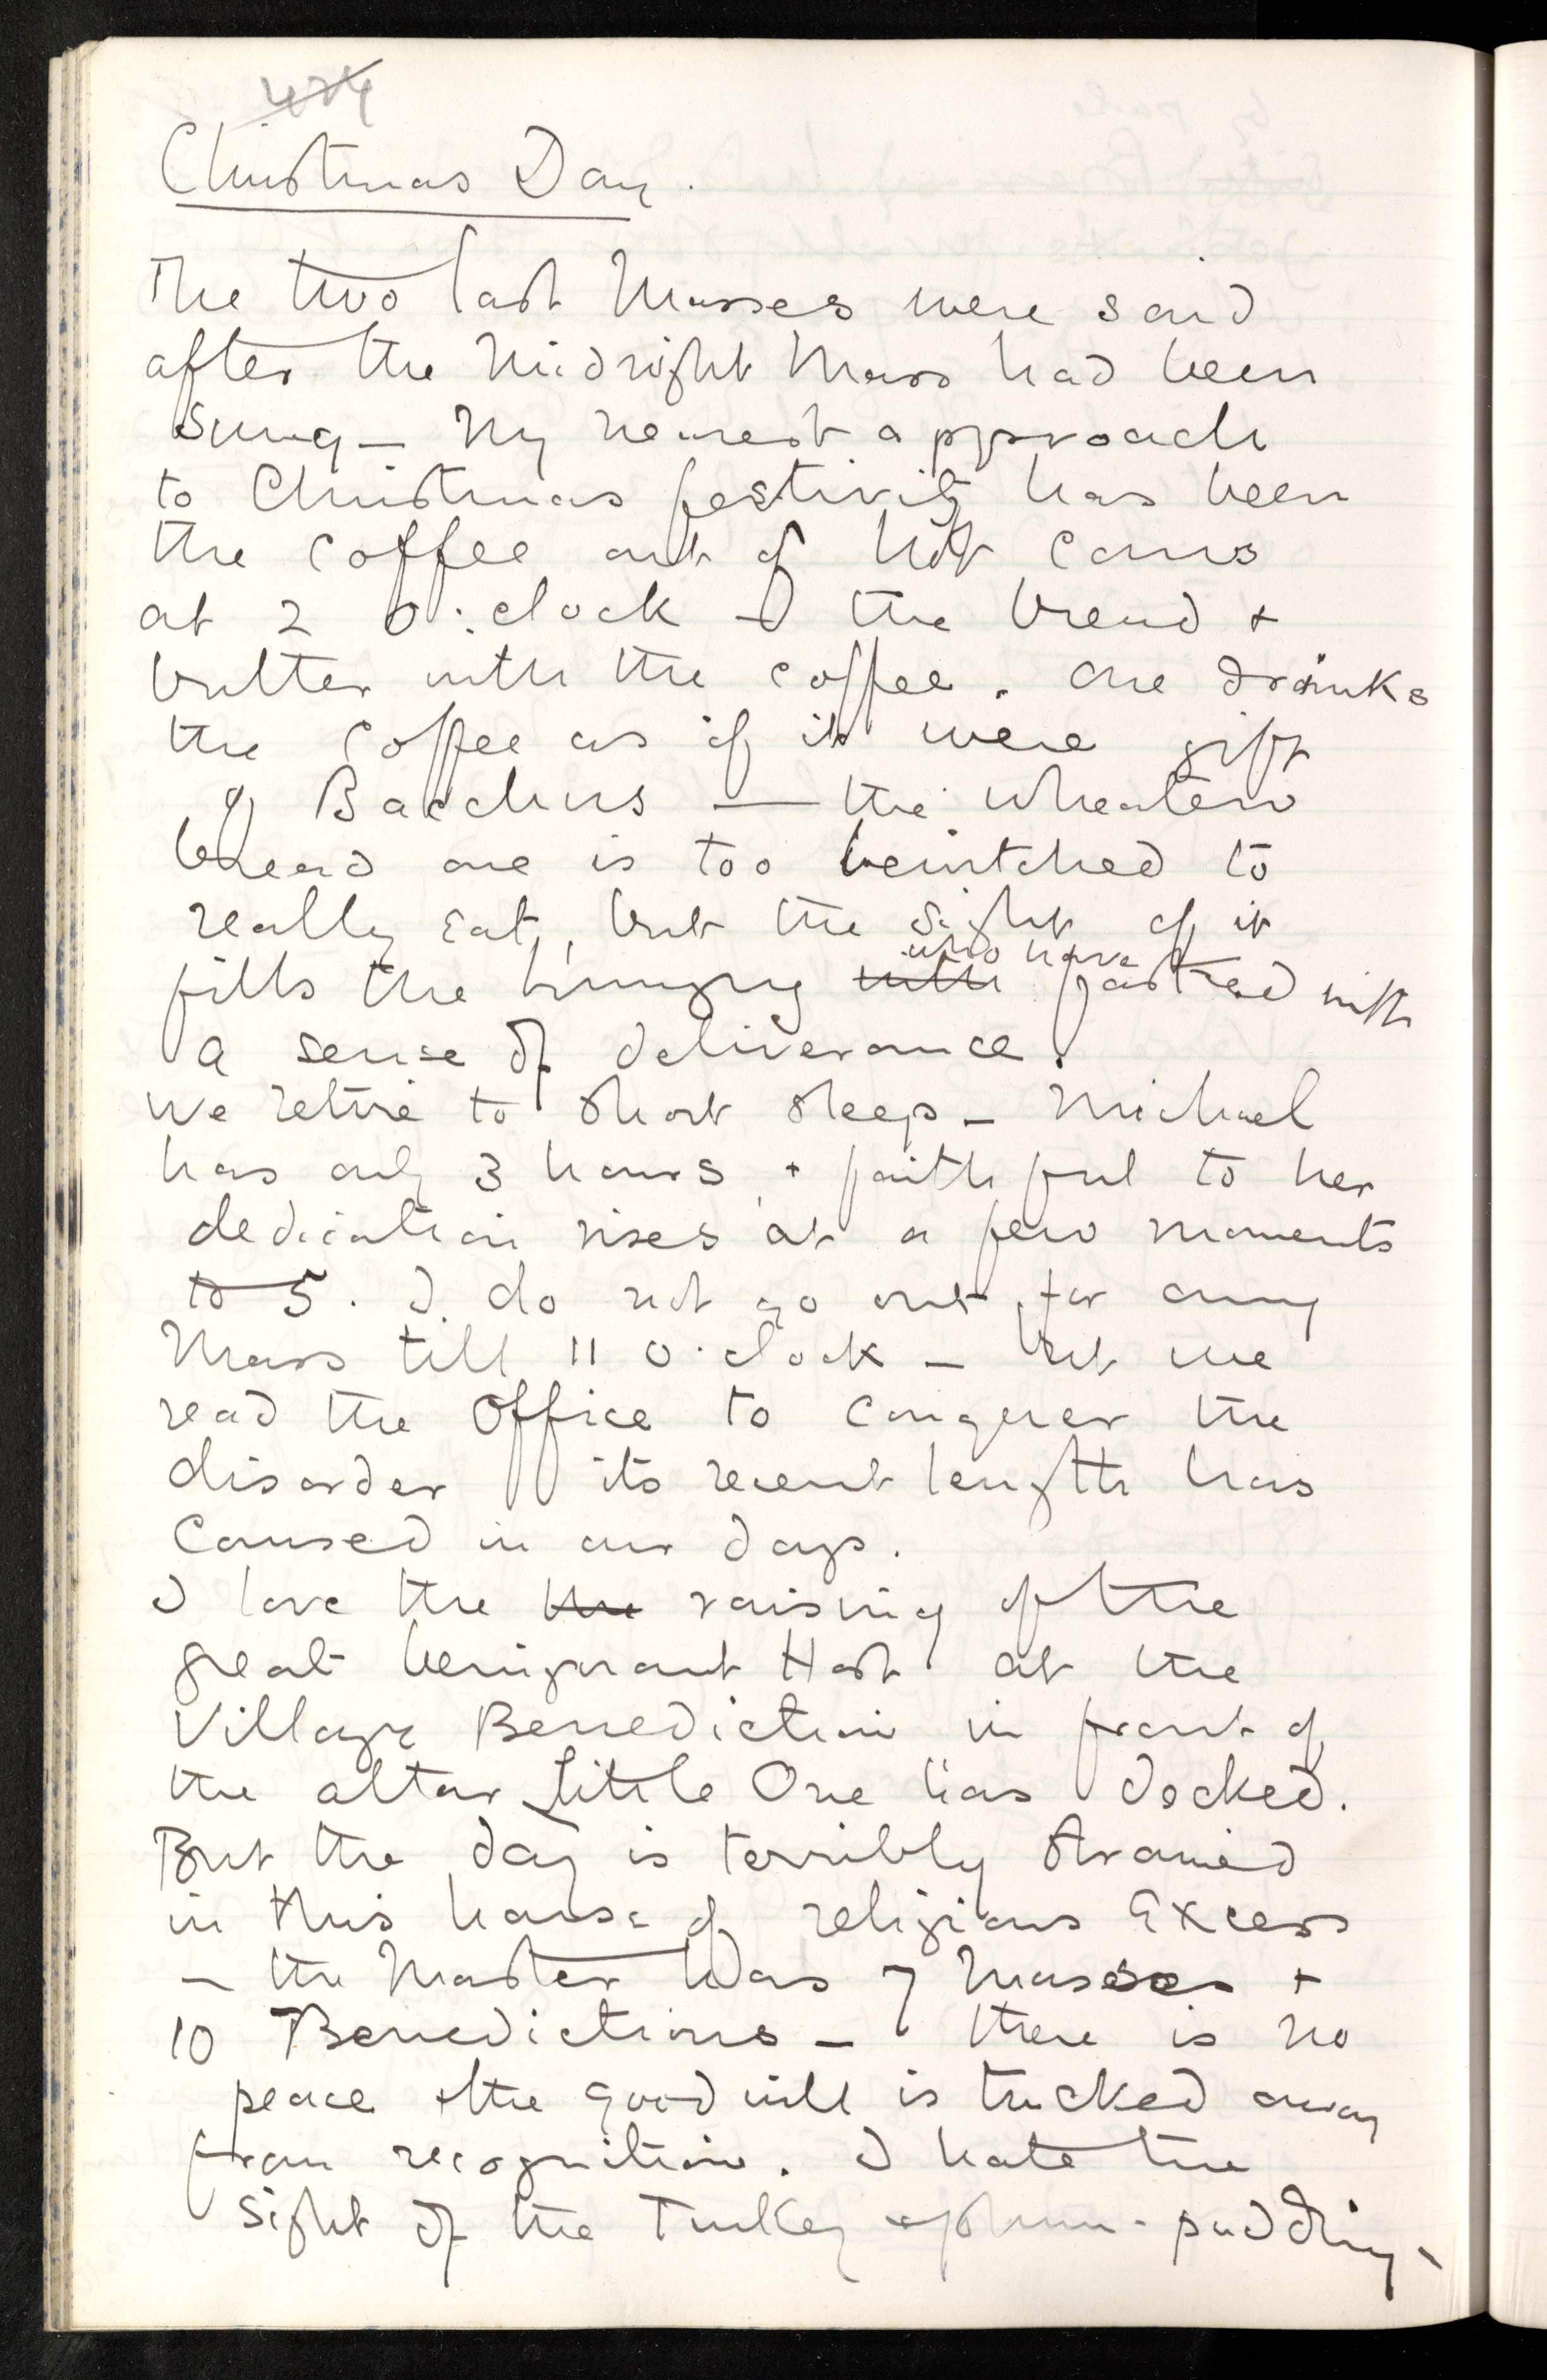 Christmas Day.
The two last Masses were said
after the Midnight Mass had been
sung – My nearest approach
to Christmas festivity has been
the coffee out of hot cans
at 2 o'clock – & the bread +
butter with the coffee. One drinks
the coffee as if it were gift
of Bacchus — the wheaten
bread one is too bewitched to
really eat, but the sight of it
who have
fills the hungry with fasted with
a sense of deliverance.
We retire to short sleep – Michael
has only 3 hours, + faithful to her
dedication rises at a few moments
to 5. I do not go out for any
Mass till 11 o'clock – but we
read the Office to conquer the
disorder its recent length has
caused in our days.
I love the the raising of the
great benignant Host at the
Village Benediction in front of
the altar Little One has decked.
But the day is terribly strained
in this house of religious Excess
– the Master has 7 Masses +
10 Benedictions – there is no
peace + the good will is tucked away
from recognition. I hate the
sight of the Turkey + plum-pudding –